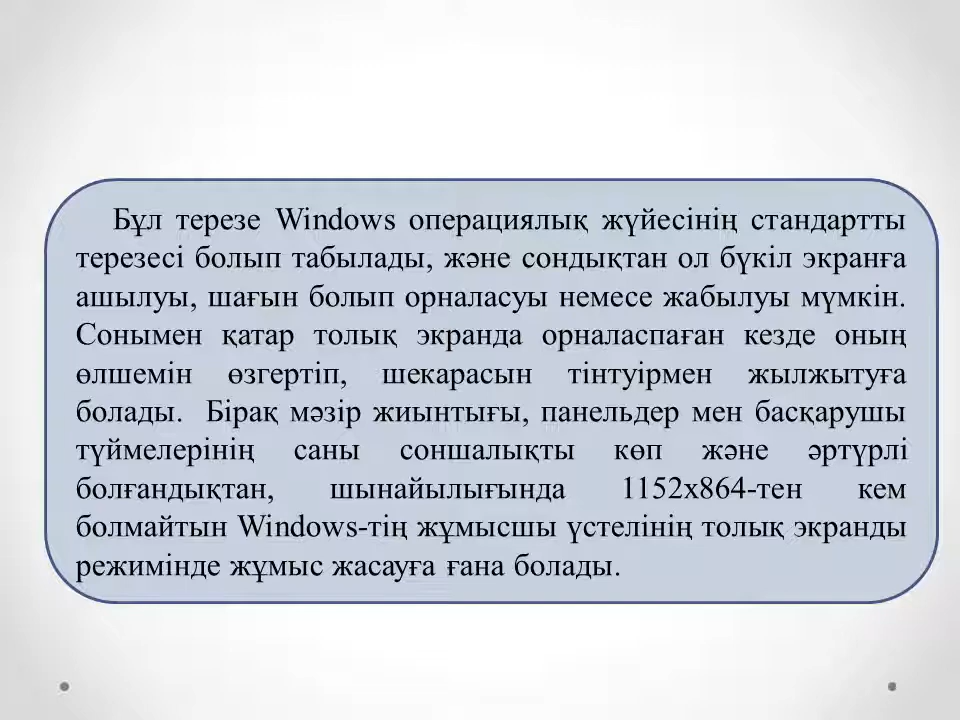 Бұл терезе Windows операциялық жүйесінің стандартты
терезесі болып табылады, және сондықтан ол бүкіл экранға
ашылуы, шағын болып орналасуы немесе жабылуы мүмкін.
Сонымен қатар толық экранда орналаспаған кезде оның
өлшемін өзгертіп, шекарасын тінтуірмен жылжытуға
болады. Бірақ мәзір жиынтығы, панельдер мен басқарушы
түймелерінің саны соншалықты көп және әртүрлі
болғандықтан, шынайылығында 1152x864-тен кем
болмайтын Windows-тің жұмысшы үстелінің толық экранды
режимінде жұмыс жасауға ғана болады.